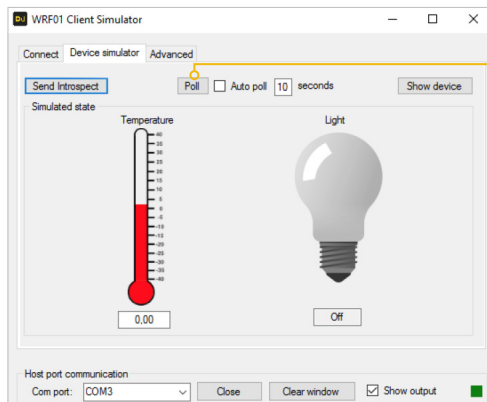 DU WRF01 Client Simulator
Connect Device simulator Advanced
Send Introspect Poll Auto poll 10 seconds Show device
Simulated state
Temperature Light
40
35
30
25
20
15
10
5
0
-5
-10
-15
-20
-25
-30
-35
-40
0,00 Off
Host port communication
Com port: COM3 Close Clear window Show output